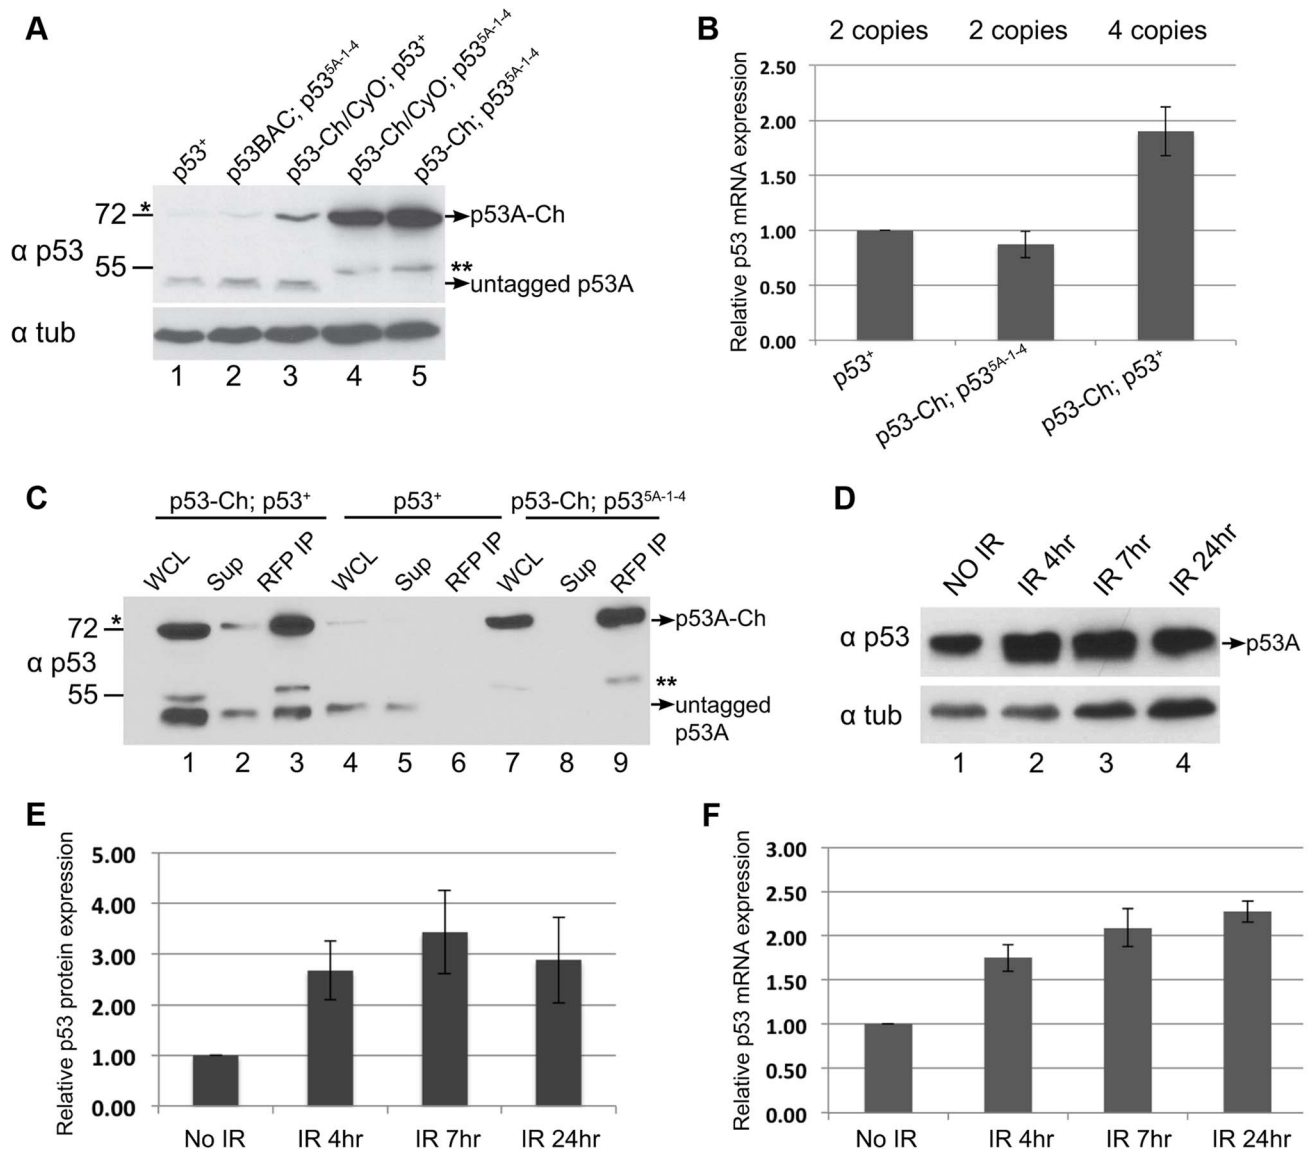 A
p53+
p53BAC; p535A-1-4
p53-Ch/CyO; p53+
p53-Ch/CyO; p535A-1-4
p53-Ch; p535A-1-4
72 *
α p53
55
p53A-Ch
**
untagged p53A
α tub
1 2 3 4 5
B
2 copies 2 copies 4 copies
Relative p53 mRNA expression
2.50
2.00
1.50
1.00
0.50
0.00
p53+
p53-Ch; p535A-1-4
p53-Ch; p53+
C
p53-Ch; p53+ p53+ p53-Ch; p535A-1-4
WCL Sup RFP IP WCL Sup RFP IP WCL Sup RFP IP
72 *
α p53
55
p53A-Ch
**
untagged
p53A
1 2 3 4 5 6 7 8 9
D
NO IR IR 4hr IR 7hr IR 24hr
α p53
p53A
α tub
1 2 3 4
E
Relative p53 protein expression
5.00
4.00
3.00
2.00
1.00
0.00
No IR IR 4hr IR 7hr IR 24hr
F
Relative p53 mRNA expression
3.00
2.50
2.00
1.50
1.00
0.50
0.00
No IR IR 4hr IR 7hr IR 24hr